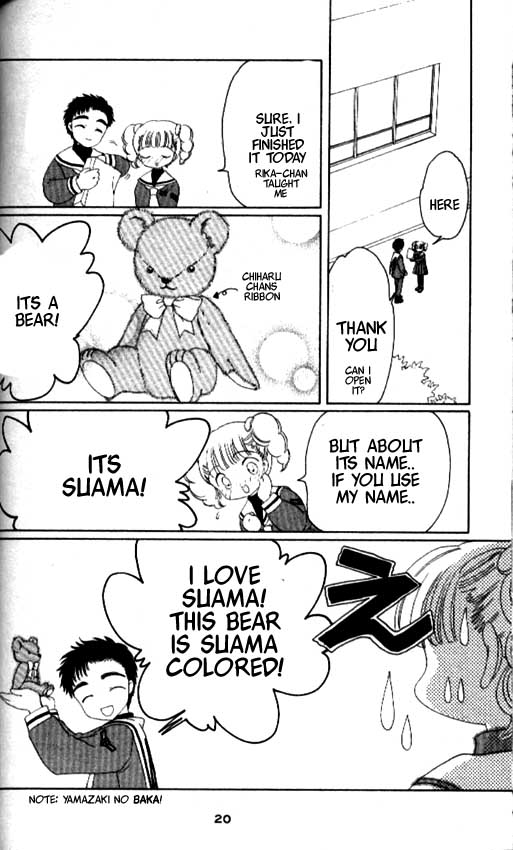 HERE
THANK
YOU
CAN I
OPEN
IT?
SURE. I
JUST
FINISHED
IT TODAY
RIKA-CHAN
TAUGHT
ME
ITS A
BEAR!
CHIHARU
CHANS
RIBBON
BUT ABOUT
ITS NAME..
IF YOU USE
MY NAME..
ITS
SUAMA!
I LOVE
SUAMA!
THIS BEAR
IS SUAMA
COLORED!
え
NOTE: YAMAZAKI NO BAKA!
20